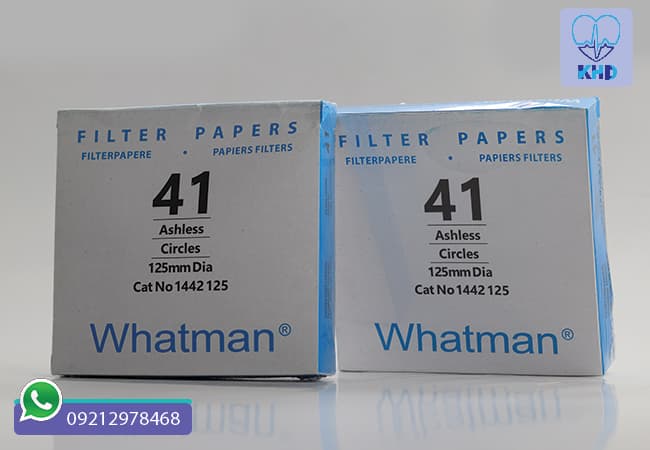 KHD
FILTER PAPERS
FILTERPAPERE • PAPIERS FILTERS
41
Ashless
Circles
125mm Dia
Cat No 1442 125
Whatman®
FILTER PAPERS
FILTERPAPERE • PAPIERS FILTERS
41
Ashless
Circles
125mm Dia
Cat No 1442 125
Whatman®
09212978468